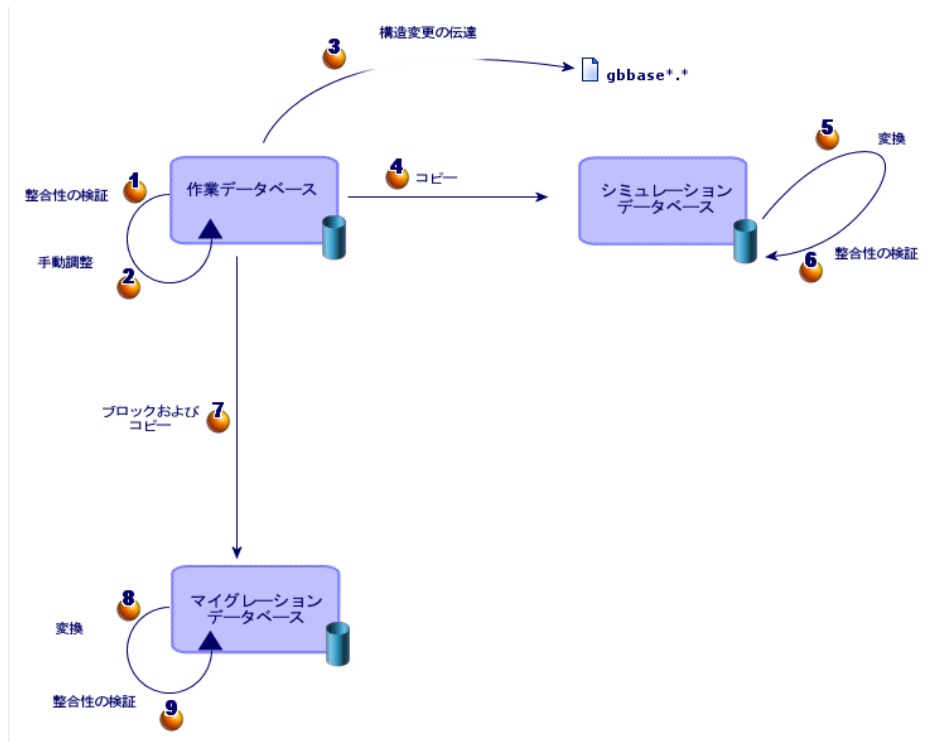 構造変更の伝達
3
gbbase*.*
5
変換
4
コピー
1
整合性の検証
作業データベース
シミュレーション
データベース
手動調整
2
6
整合性の検証
ブロックおよび
コピー
7
8
マイグレーション
データベース
変換
整合性の検証
9